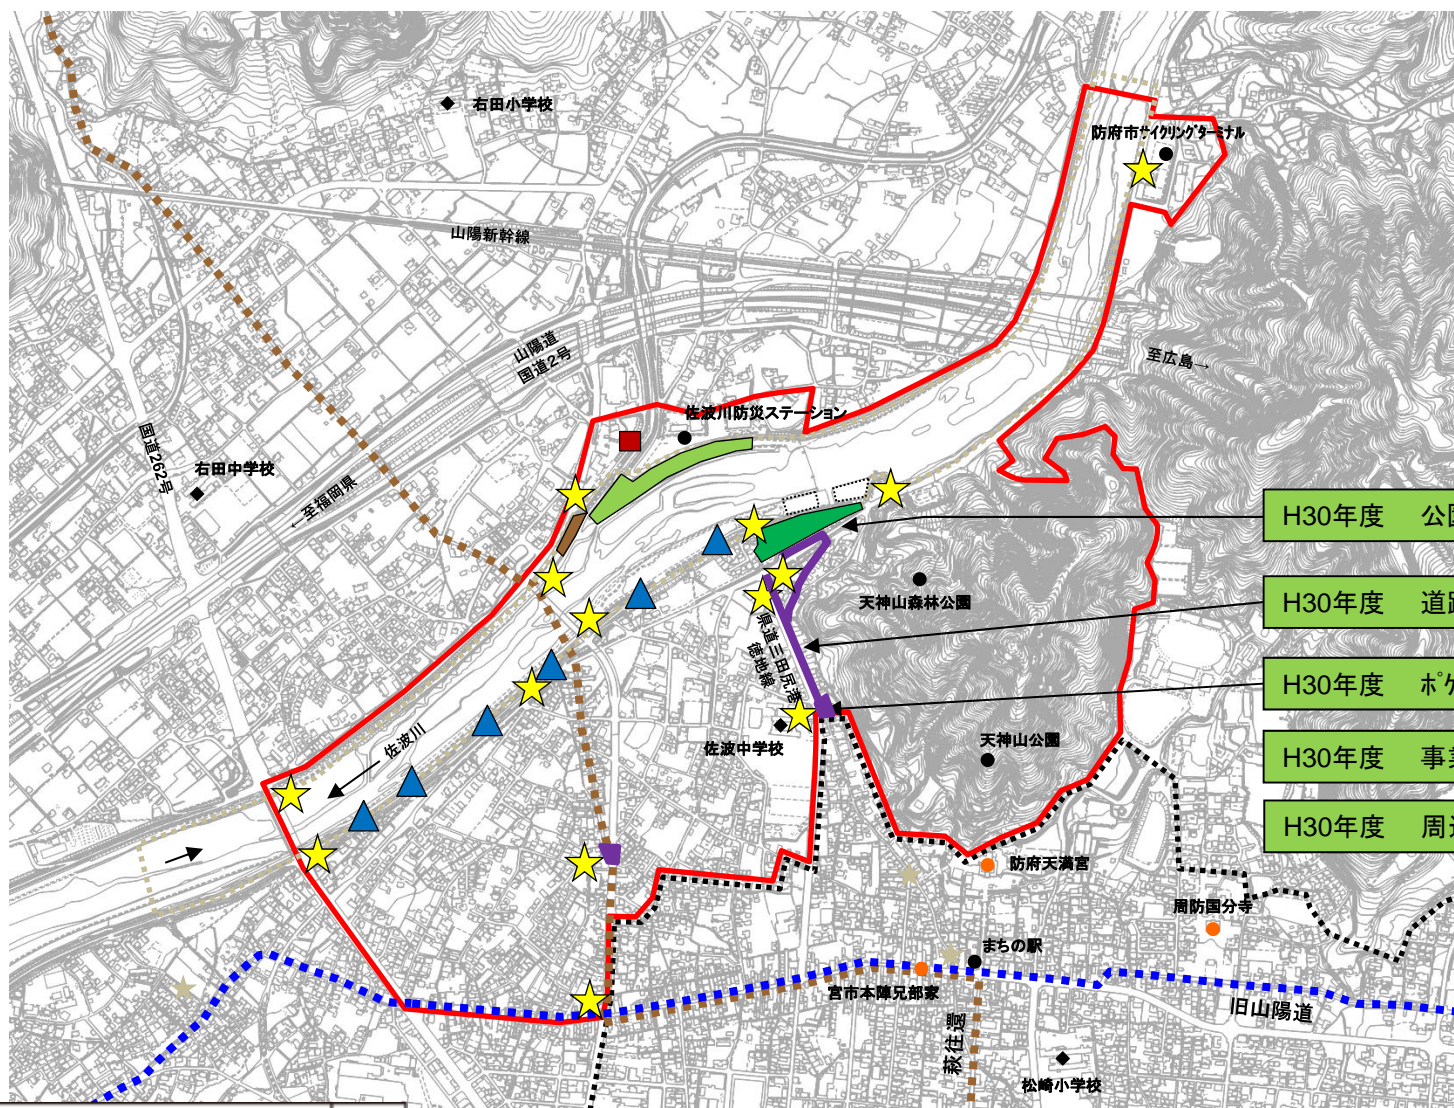 右田小学校
防府市サイクリングターミナル
山陽新幹線
山陽道
国道2号
至広島→
佐波川防災ステーション
国道262号
右田中学校
←至福岡県
H30年度 公
天神山森林公園
H30年度 道
県道三田尻港
徳地線
H30年度 ポケ
佐波川
佐波中学校
天神山公園
H30年度 事業
H30年度 周辺
防府天満宮
周防国分寺
まちの駅
宮市本陣兄部家
旧山陽道
萩往還
松崎小学校